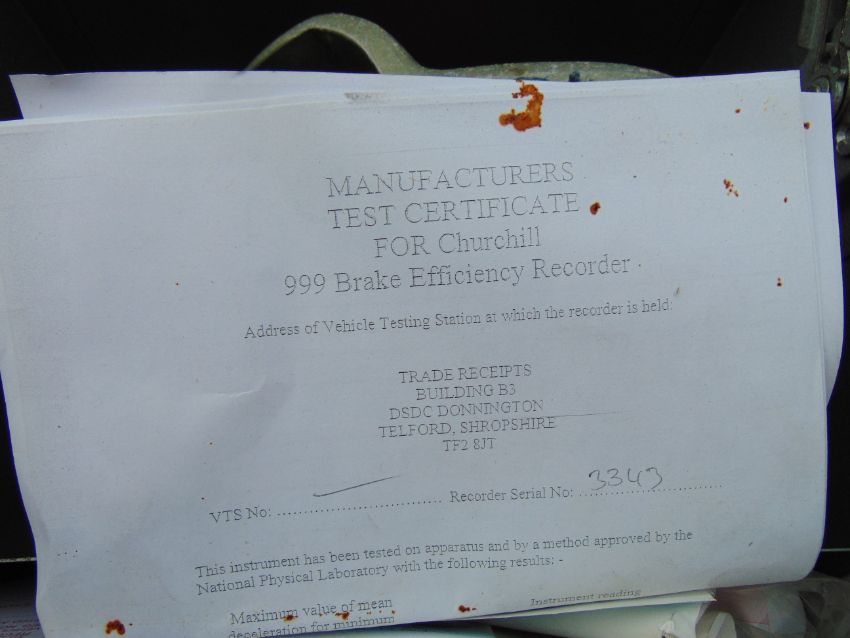 MANUFACTURERS
TEST CERTIFICATE
FOR Churchill
999 Brake Efficiency Recorder
Address of Vehicle Testing Station at which the recorder is held:
TRADE RECEIPTS
BUILDING B3
DSDC DONNINGTON
TELFORD, SHROPSHIRE
TF2 8JT
VTS No: ................................ Recorder Serial No: ...3343...........
This instrument has been tested on apparatus and by a method approved by the
National Physical Laboratory with the following results: -
Maximum value of mean Instrument reading
deceleration for minimum